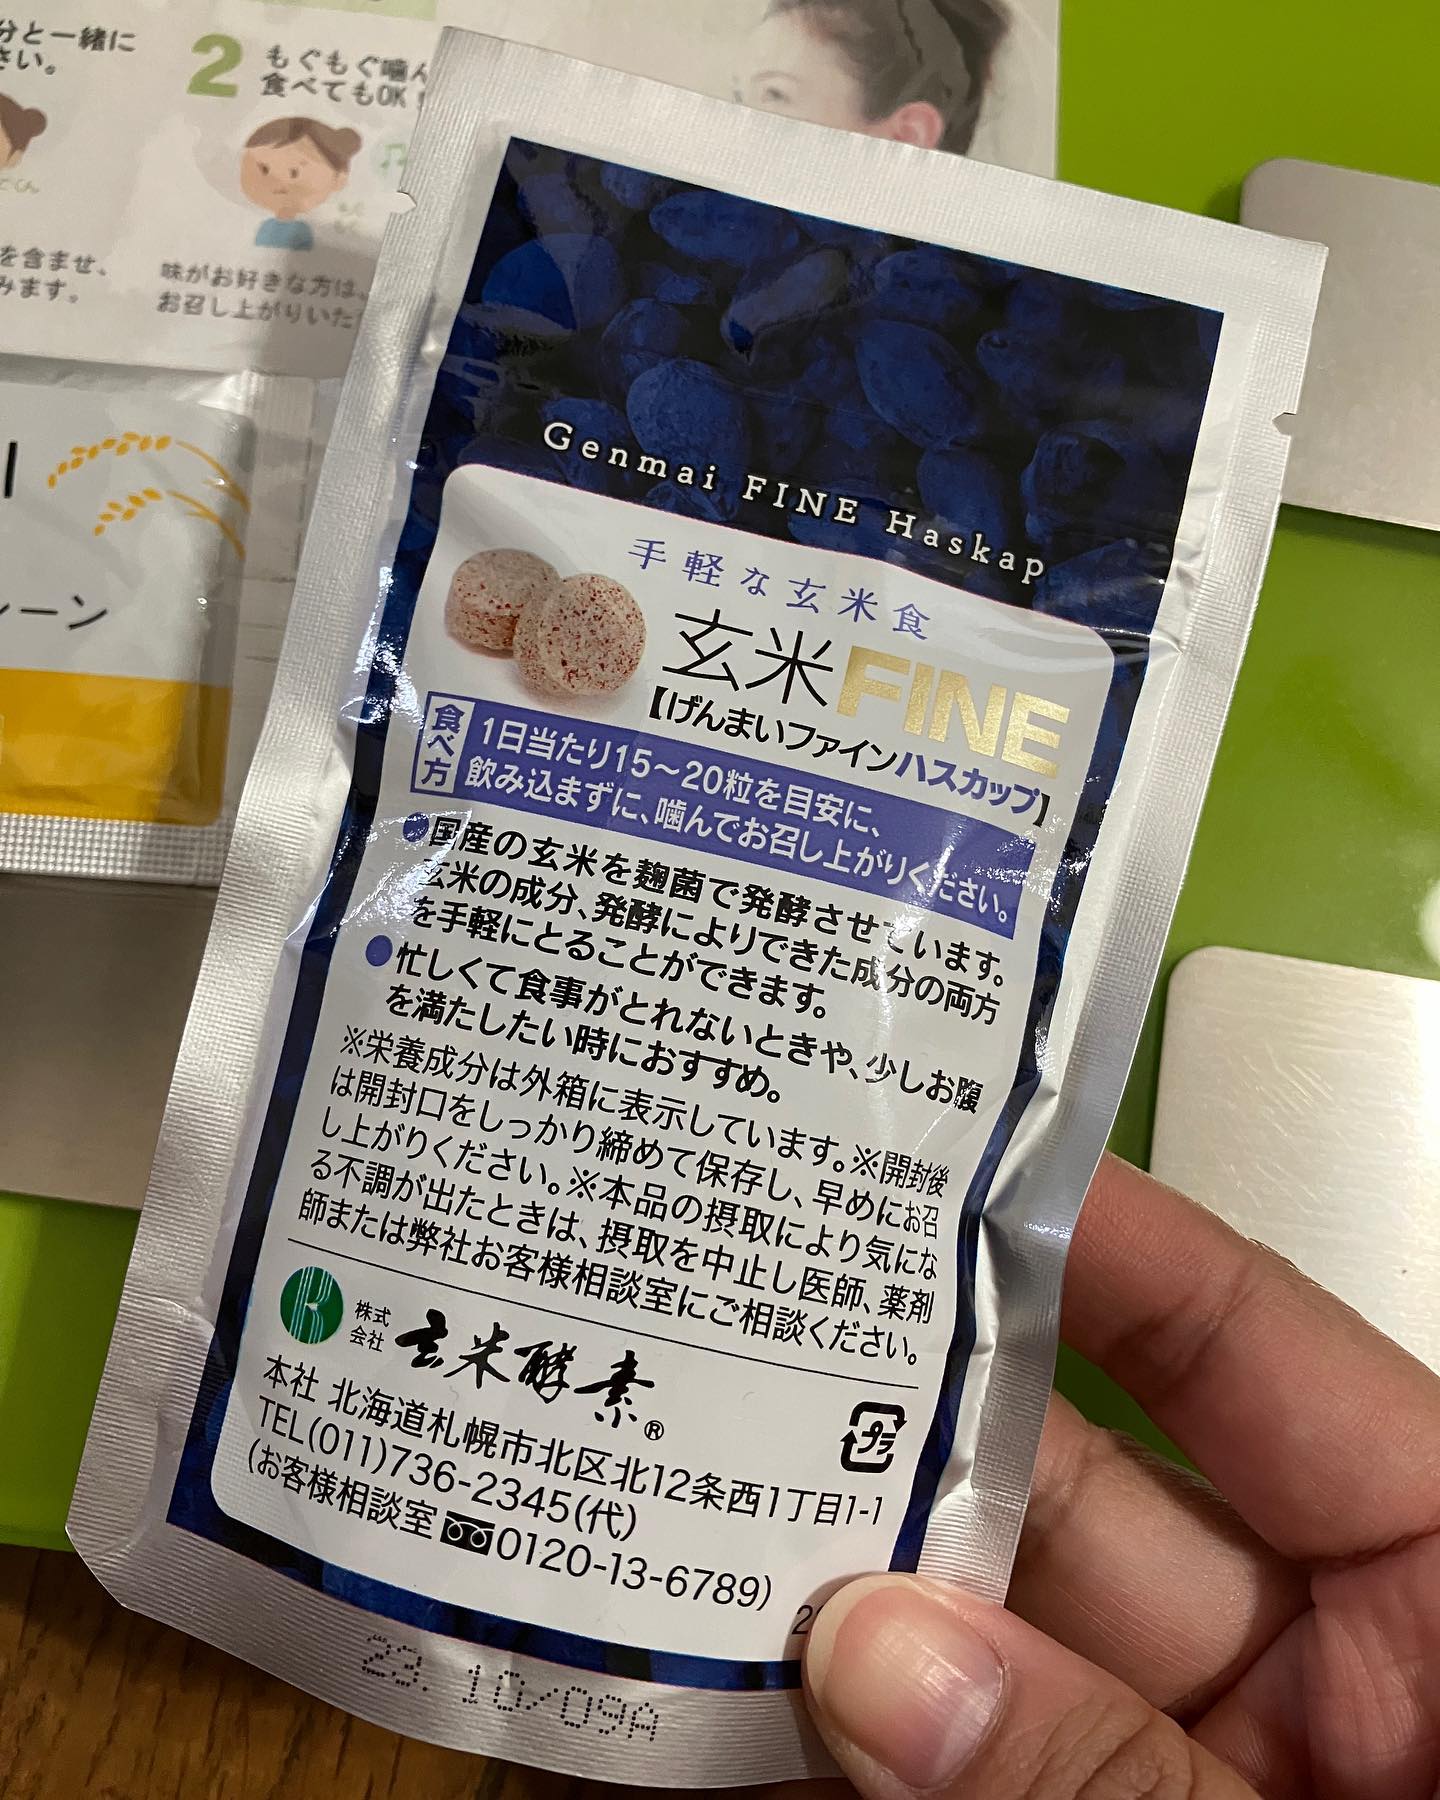 分と一緒に
さい。
2
もぐもぐ噛ん
食べてもOK!
を含ませ、
みます。
味がお好きな方は、
お召し上がりいただ
レーン
Genmai FINE Haskap
手軽な玄米食
玄米FINE
【げんまいファインハスカップ】
食べ方
1日当たり15〜20粒を目安に、
飲み込まずに、噛んでお召し上がりください。
●国産の玄米を麹菌で発酵させています。
玄米の成分、発酵によりできた成分の両方
を手軽にとることができます。
●忙しくて食事がとれないときや、少しお腹
を満たしたい時におすすめ。
※栄養成分は外箱に表示しています。※開封後
は開封口をしっかり締めて保存し、早めにお召
し上がりください。※本品の摂取により気にな
る不調が出たときは、摂取を中止し医師、薬剤
師または弊社お客様相談室にご相談ください。
株式
会社
玄米酵素®
プラ
本社 北海道札幌市北区北12条西1丁目1-1
TEL(011)736-2345(代)
(お客様相談室 0120-13-6789)
23.10/09A